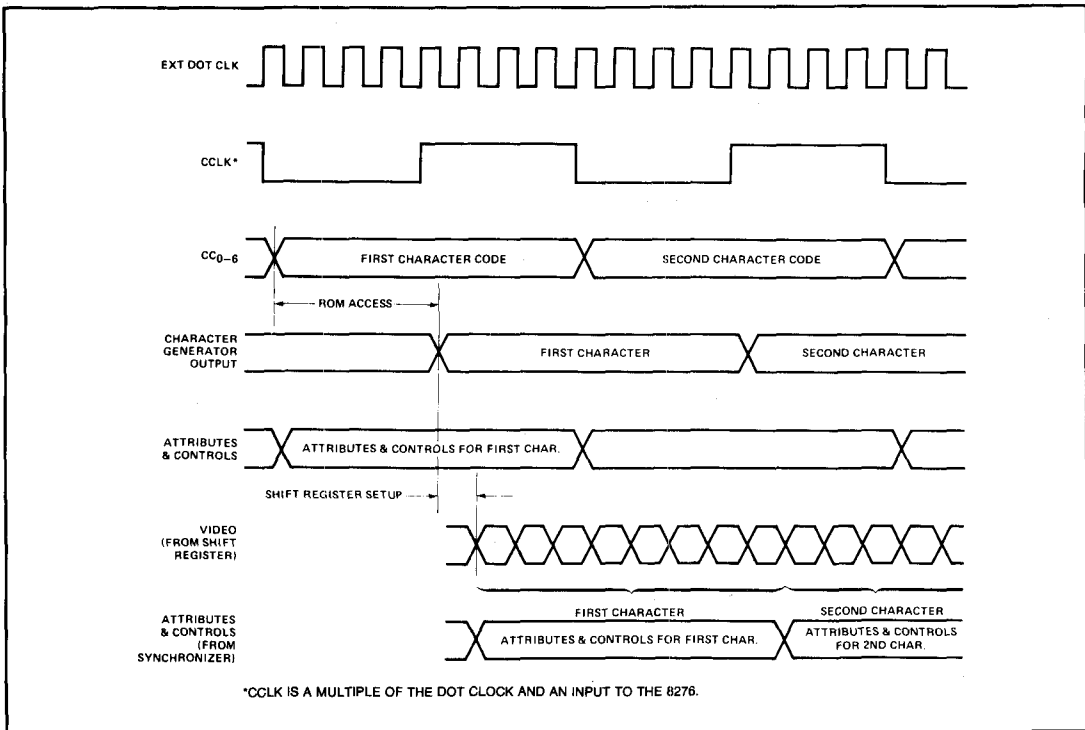 EXT DOT CLK
CCLK*
CC0–6
FIRST CHARACTER CODE
SECOND CHARACTER CODE
ROM ACCESS
CHARACTER
GENERATOR
OUTPUT
FIRST CHARACTER
SECOND CHARACTER
ATTRIBUTES
& CONTROLS
ATTRIBUTES & CONTROLS FOR FIRST CHAR.
SHIFT REGISTER SETUP
VIDEO
(FROM SHIFT
REGISTER)
FIRST CHARACTER
SECOND CHARACTER
ATTRIBUTES
& CONTROLS
(FROM
SYNCHRONIZER)
ATTRIBUTES & CONTROLS FOR FIRST CHAR.
ATTRIBUTES & CONTROLS
FOR 2ND CHAR.
*CCLK IS A MULTIPLE OF THE DOT CLOCK AND AN INPUT TO THE 8276.